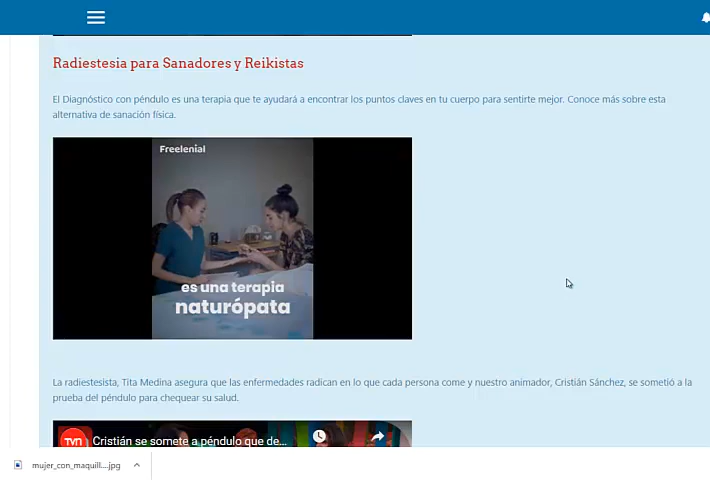 Radiestesia para Sanadores y Reikistas
El Diagnóstico con péndulo es una terapia que te ayudará a encontrar los puntos claves en tu cuerpo para sentirte mejor. Conoce más sobre esta
alternativa de sanación física.
Freelenial
es una terapia
naturópata
La radiestesista, Tita Medina asegura que las enfermedades radican en lo que cada persona come y nuestro animador, Cristián Sánchez, se sometió a la
prueba del péndulo para chequear su salud.
TVN Cristián se somete a péndulo que de...
mujer_con_maquill....jpg